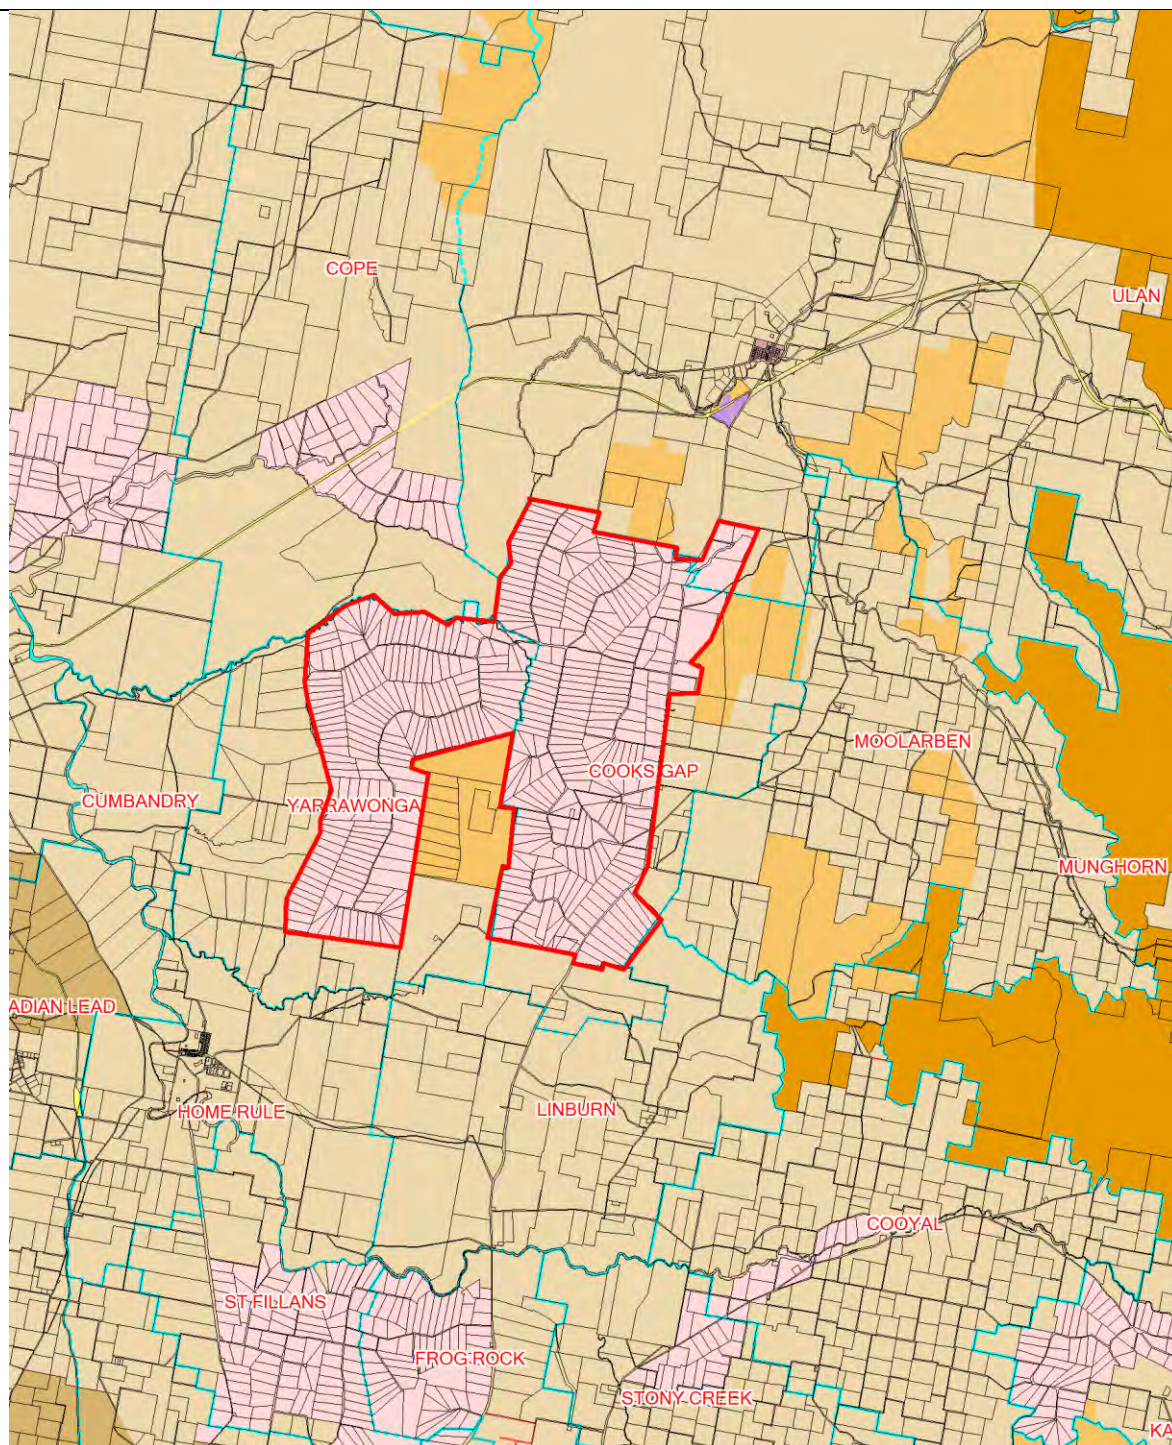 COPE
ULAN
MOOLARBEN
COOKS GAP
CUMBANDRY
YARRAWONGA
MUNGHORN
ADIAN LEAD
HOME RULE
LINBURN
COOYAL
ST FILLANS
FROG ROCK
STONY CREEK
KA